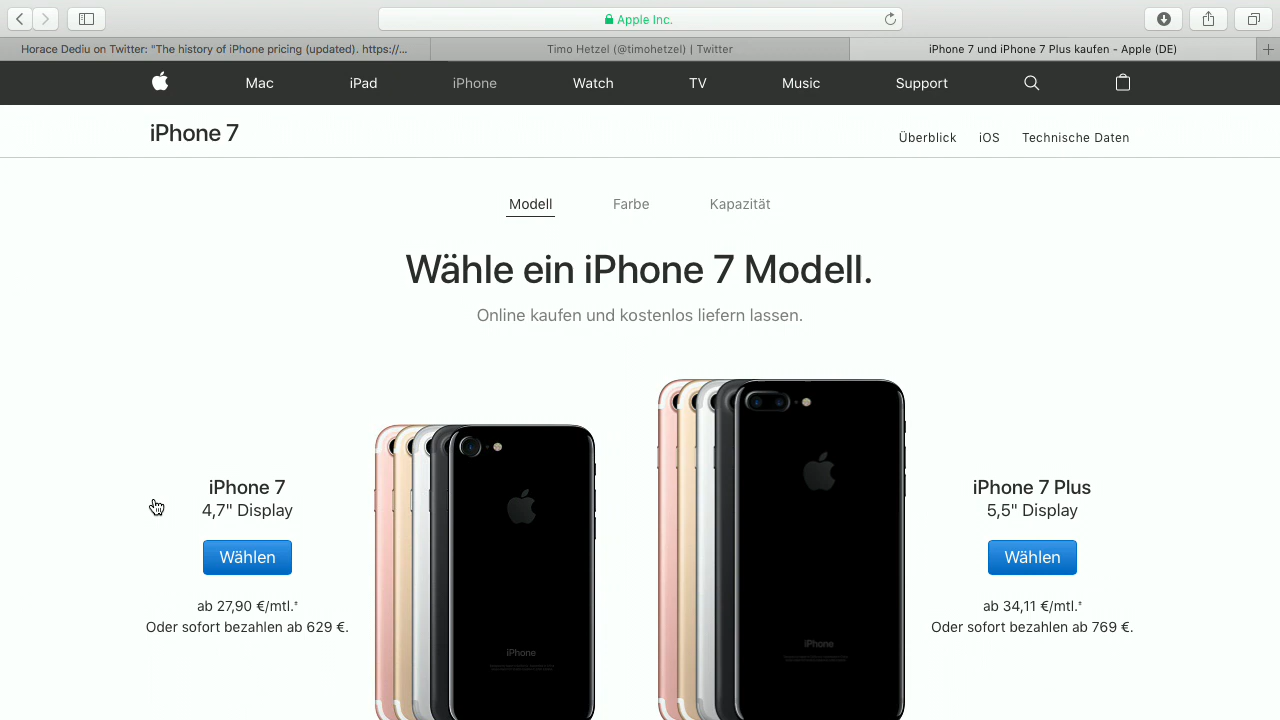 Apple Inc.
Horace Dediu on Twitter: "The history of iPhone pricing (updated). https://...
Timo Hetzel (@timohetzel) | Twitter
iPhone 7 und iPhone 7 Plus kaufen - Apple (DE)
Mac iPad iPhone Watch TV Music Support
iPhone 7
Überblick iOS Technische Daten
Modell Farbe Kapazität
Wähle ein iPhone 7 Modell.
Online kaufen und kostenlos liefern lassen.
iPhone 7
4,7" Display
Wählen
ab 27,90 €/mtl.
Oder sofort bezahlen ab 629 €.
iPhone
iPhone
iPhone 7 Plus
5,5" Display
Wählen
ab 34,11 €/mtl.
Oder sofort bezahlen ab 769 €.